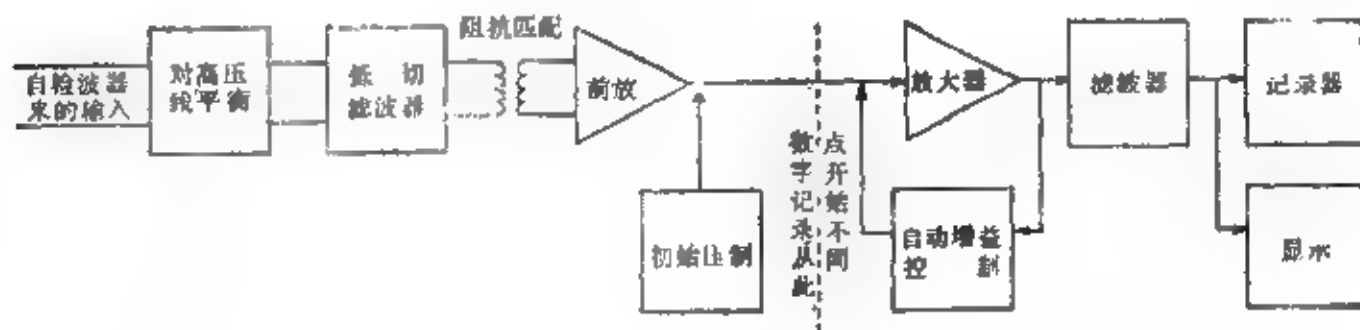 自检波器
来的输入
对高压
线平衡
低切
滤波器
阻抗匹配
前放
初始压制
数字记录从此
点开始不同
放大器
自动增益
控制
滤波器
记录器
显示